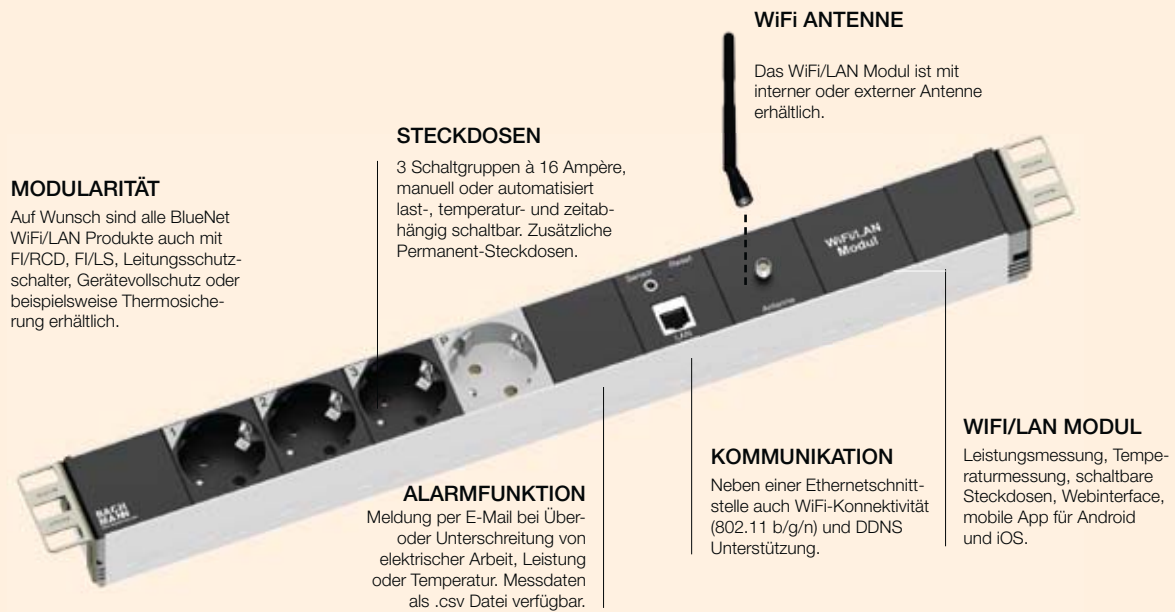 WiFi ANTENNE
Das WiFi/LAN Modul ist mit
interner oder externer Antenne
erhältlich.
STECKDOSEN
3 Schaltgruppen à 16 Ampère,
manuell oder automatisiert
last-, temperatur- und zeitab-
hängig schaltbar. Zusätzliche
Permanent-Steckdosen.
MODULARITÄT
Auf Wunsch sind alle BlueNet
WiFi/LAN Produkte auch mit
FI/RCD, FI/LS, Leitungsschutz-
schalter, Gerätevollschutz oder
beispielsweise Thermosiche-
rung erhältlich.
1
2
3
P
Sensor
Reset
LAN
Antenne
WiFi/LAN
Modul
BACH
MANN
ALARMFUNKTION
Meldung per E-Mail bei Über-
oder Unterschreitung von
elektrischer Arbeit, Leistung
oder Temperatur. Messdaten
als .csv Datei verfügbar.
KOMMUNIKATION
Neben einer Ethernetschnitt-
stelle auch WiFi-Konnektivität
(802.11 b/g/n) und DDNS
Unterstützung.
WIFI/LAN MODUL
Leistungsmessung, Tempe-
raturmessung, schaltbare
Steckdosen, Webinterface,
mobile App für Android
und iOS.